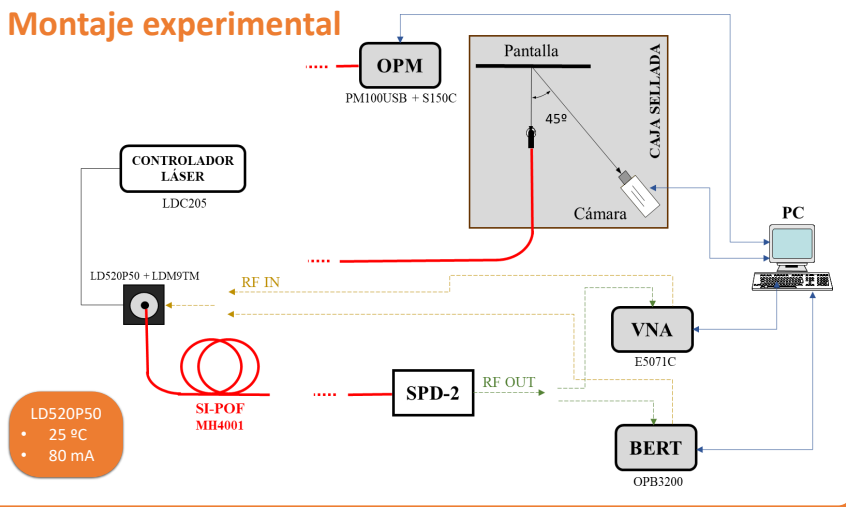 Montaje experimental
OPM
PM100USB + S150C
Pantalla
45º
Cámara
CAJA SELLADA
CONTROLADOR
LÁSER
LDC205
PC
LD520P50 + LDM9TM
RF IN
VNA
E5071C
SI-POF
MH4001
SPD-2
RF OUT
BERT
OPB3200
LD520P50
• 25 ºC
• 80 mA